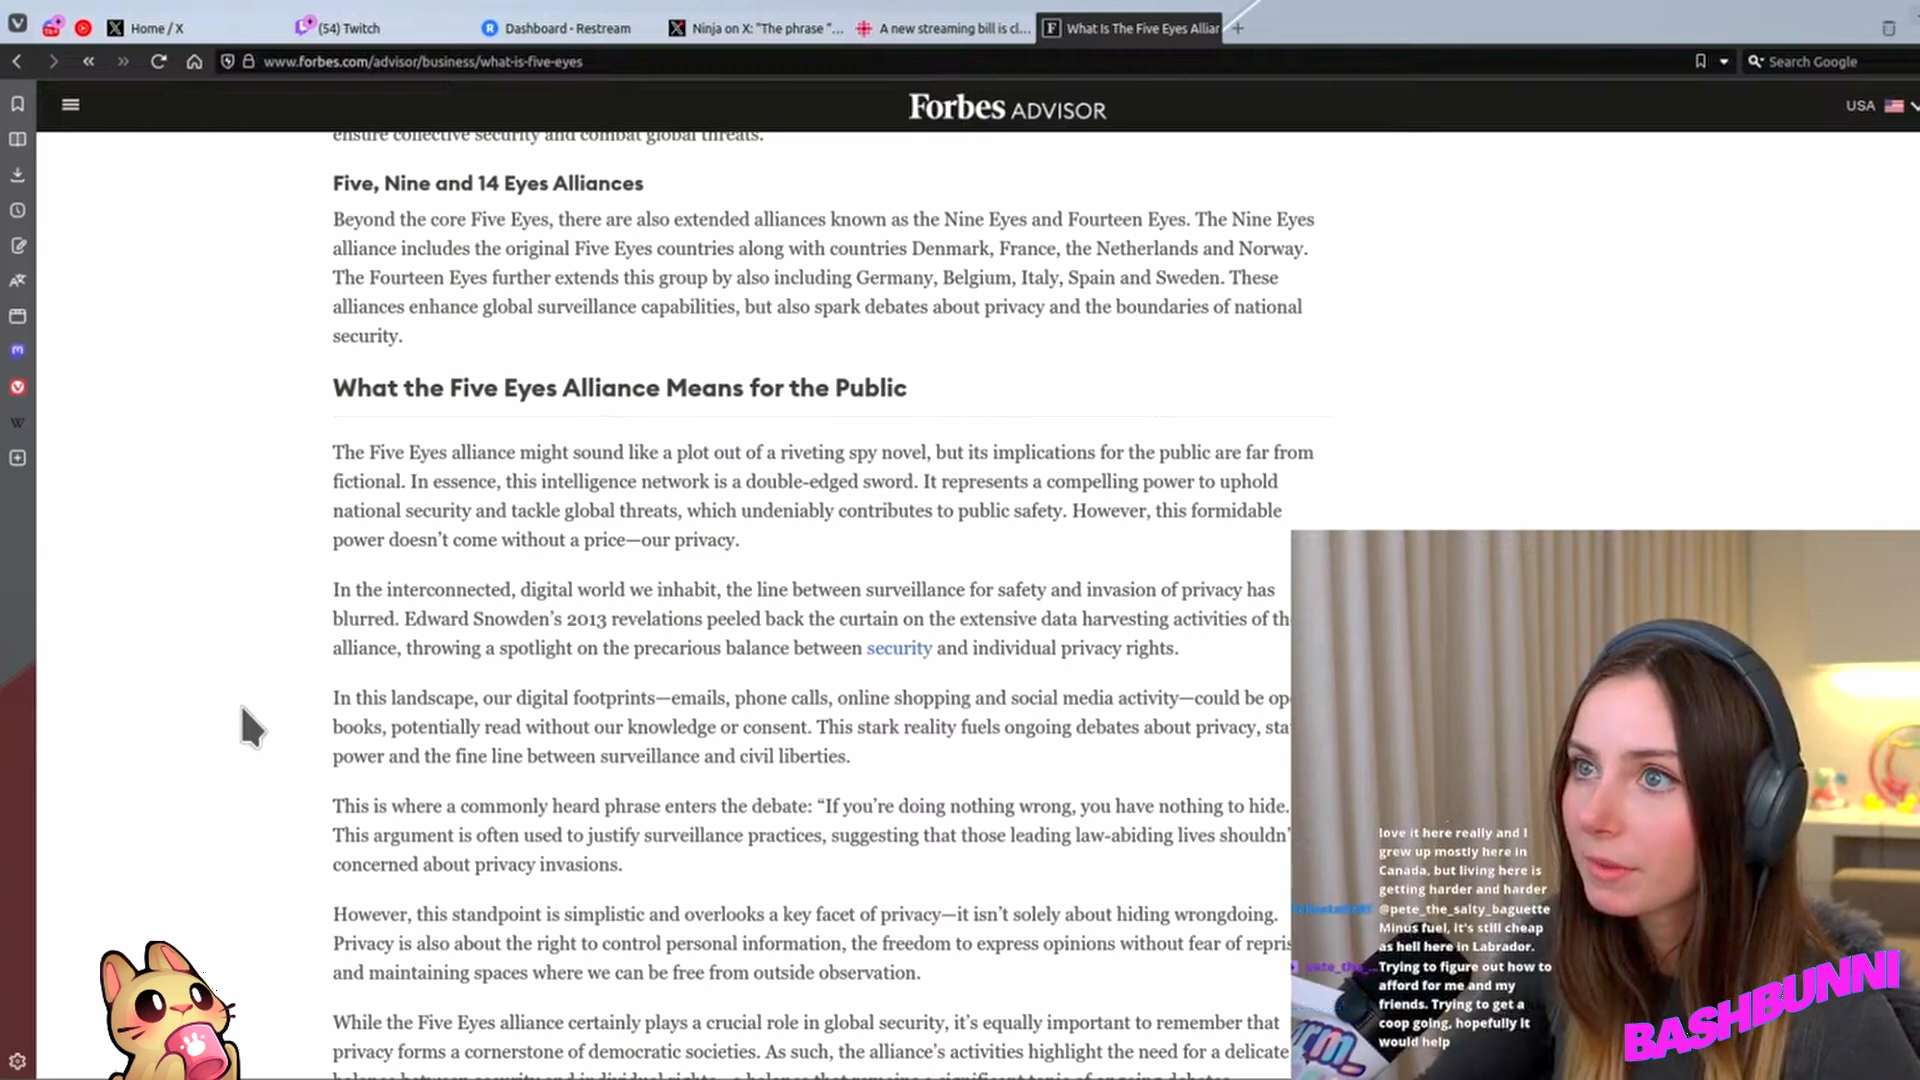 Home / X
(54) Twitch
Dashboard - Restream
Ninja on X: "The phrase "...
A new streaming bill is cl...
F What Is The Five Eyes Alliar
www.forbes.com/advisor/business/what-is-five-eyes
Search Google
Forbes ADVISOR
USA
ensure collective security and combat global threats.
Five, Nine and 14 Eyes Alliances
Beyond the core Five Eyes, there are also extended alliances known as the Nine Eyes and Fourteen Eyes. The Nine Eyes
alliance includes the original Five Eyes countries along with countries Denmark, France, the Netherlands and Norway.
The Fourteen Eyes further extends this group by also including Germany, Belgium, Italy, Spain and Sweden. These
alliances enhance global surveillance capabilities, but also spark debates about privacy and the boundaries of national
security.
What the Five Eyes Alliance Means for the Public
The Five Eyes alliance might sound like a plot out of a riveting spy novel, but its implications for the public are far from
fictional. In essence, this intelligence network is a double-edged sword. It represents a compelling power to uphold
national security and tackle global threats, which undeniably contributes to public safety. However, this formidable
power doesn't come without a price—our privacy.
In the interconnected, digital world we inhabit, the line between surveillance for safety and invasion of privacy has
blurred. Edward Snowden's 2013 revelations peeled back the curtain on the extensive data harvesting activities of th
alliance, throwing a spotlight on the precarious balance between security and individual privacy rights.
In this landscape, our digital footprints—emails, phone calls, online shopping and social media activity—could be op
books, potentially read without our knowledge or consent. This stark reality fuels ongoing debates about privacy, sta
power and the fine line between surveillance and civil liberties.
This is where a commonly heard phrase enters the debate: “If you're doing nothing wrong, you have nothing to hide.
This argument is often used to justify surveillance practices, suggesting that those leading law-abiding lives shouldn'
concerned about privacy invasions.
However, this standpoint is simplistic and overlooks a key facet of privacy—it isn't solely about hiding wrongdoing.
Privacy is also about the right to control personal information, the freedom to express opinions without fear of repris
and maintaining spaces where we can be free from outside observation.
While the Five Eyes alliance certainly plays a crucial role in global security, it's equally important to remember that
privacy forms a cornerstone of democratic societies. As such, the alliance's activities highlight the need for a delicate
love it here really and I
grew up mostly here in
Canada, but living here is
getting harder and harder
@pete_the_salty_baguette
Minus fuel, it's still cheap
as hell here in Labrador.
pete_the_... Trying to figure out how to
afford for me and my
friends. Trying to get a
coop going, hopefully it
would help
BASHBUNNI